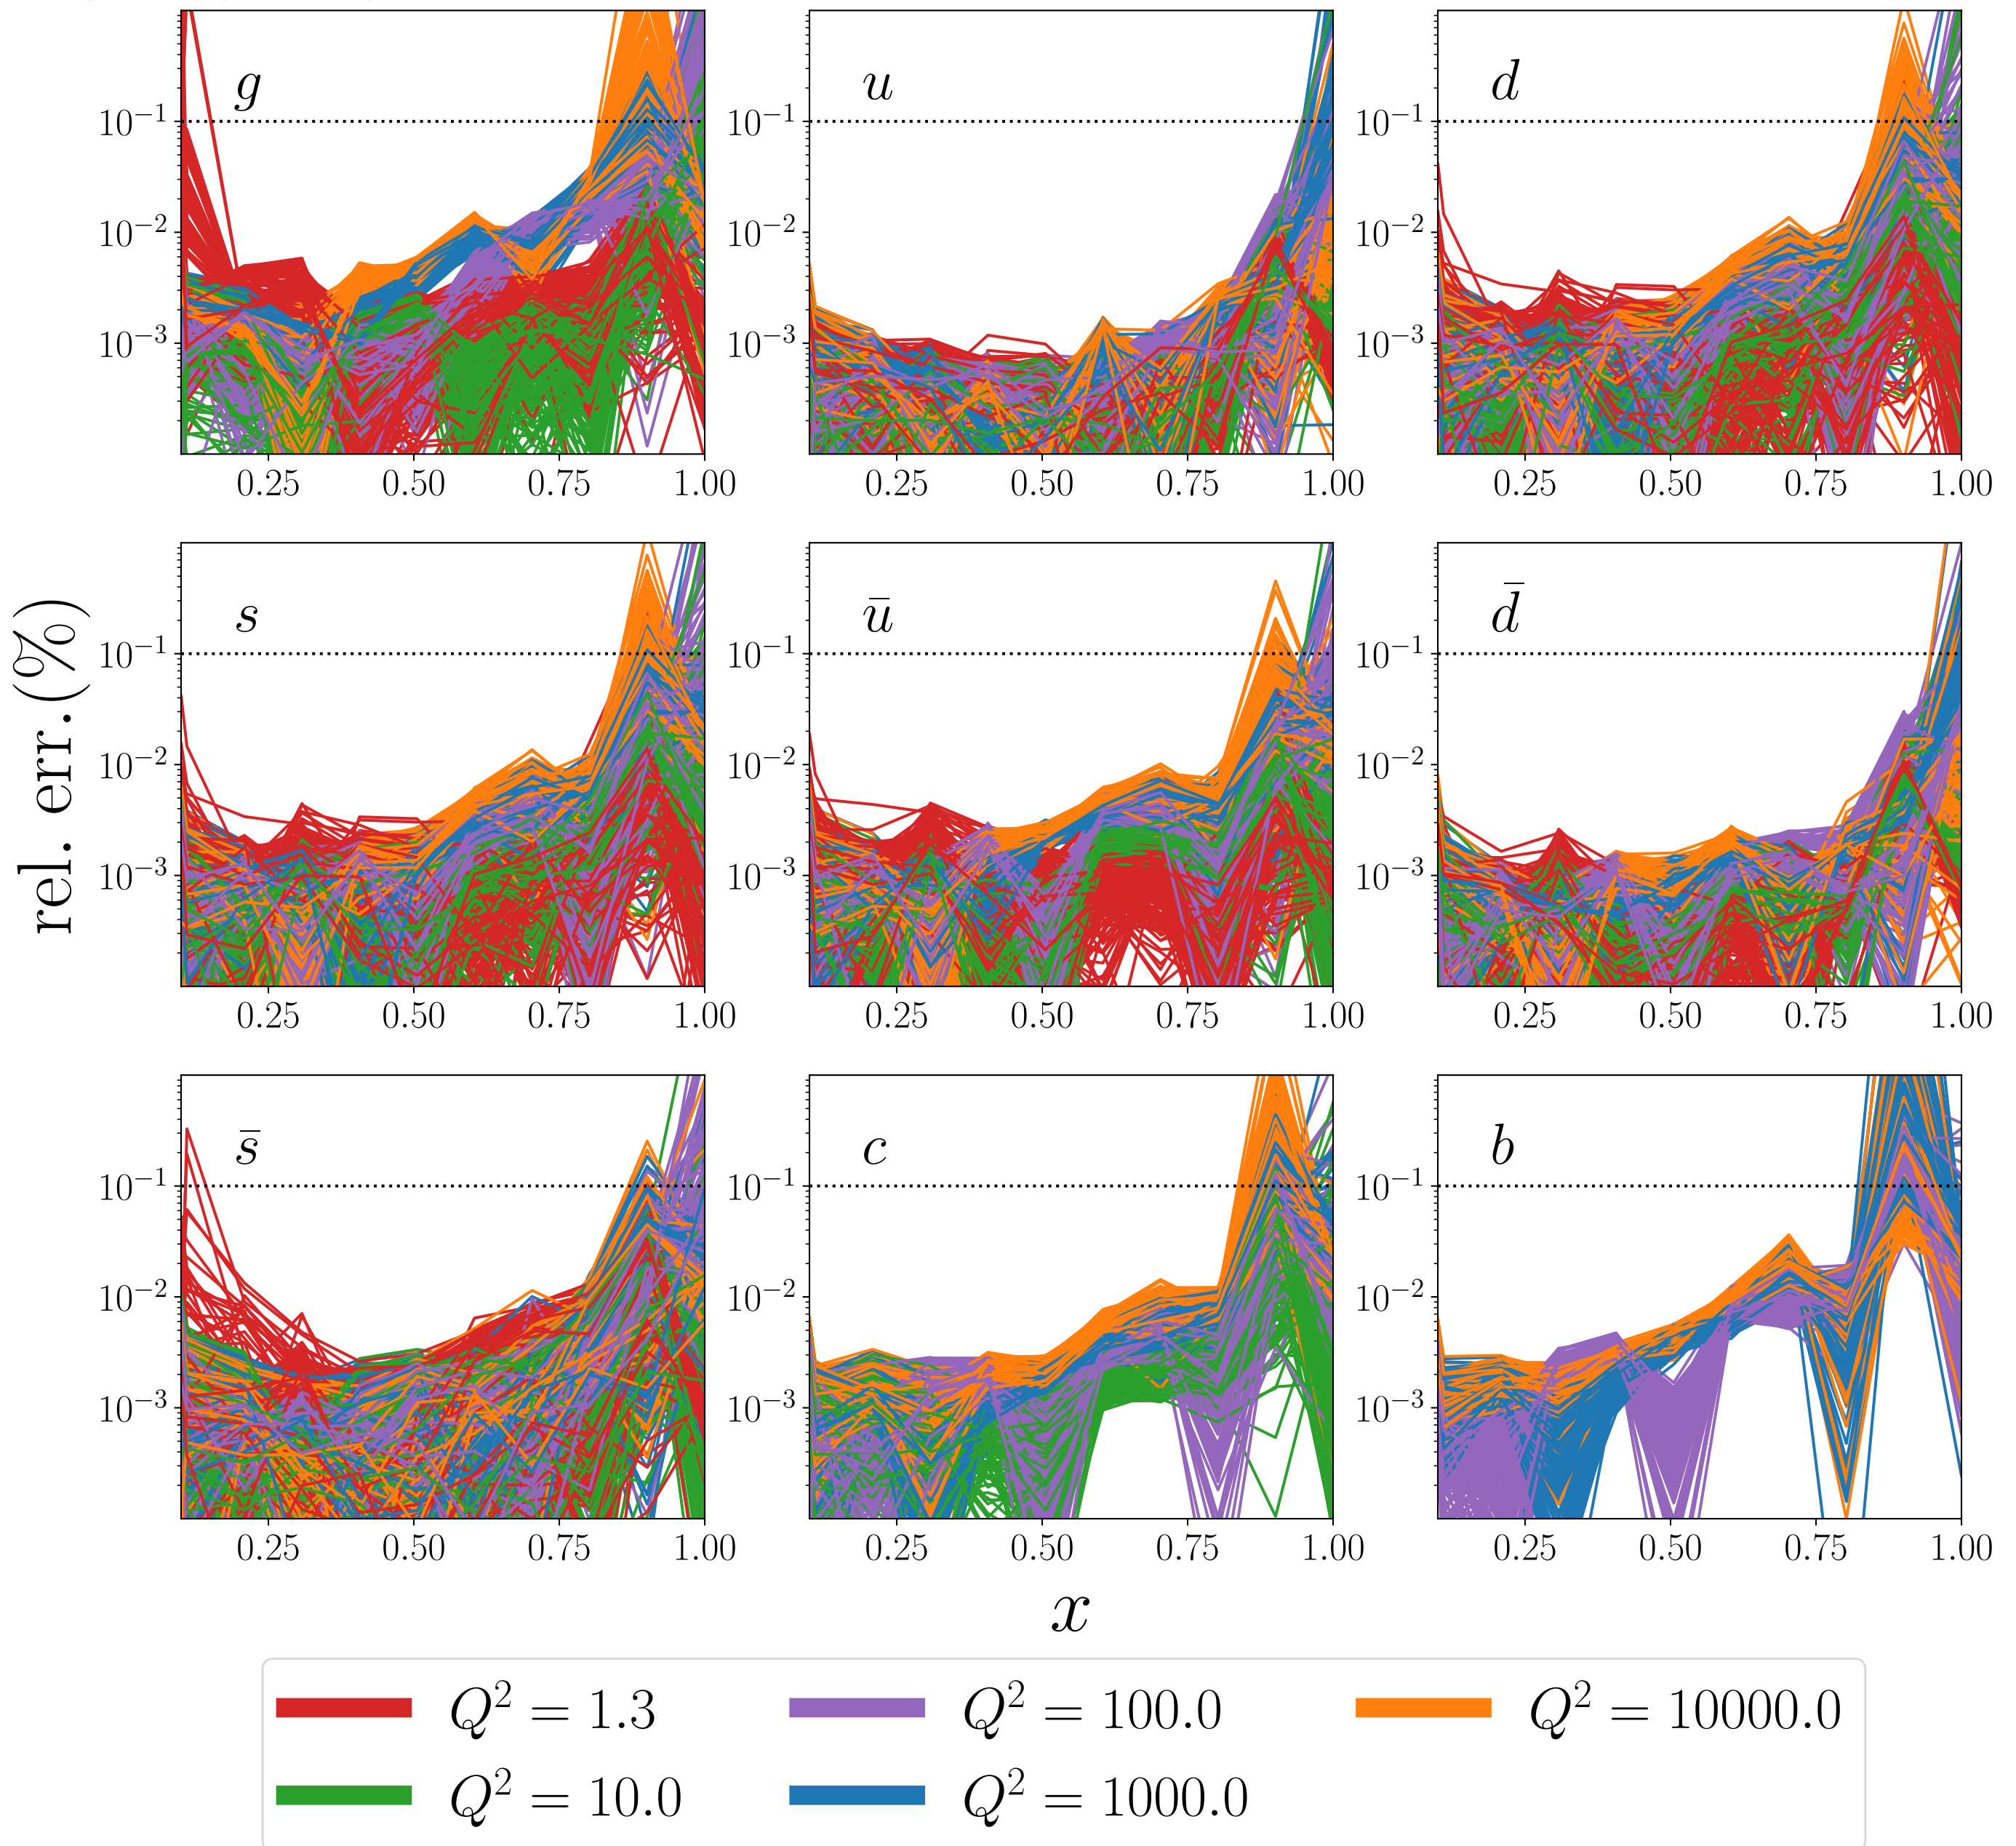 g u d
10⁻¹ 10⁻¹ 10⁻¹
10⁻² 10⁻² 10⁻²
10⁻³ 10⁻³ 10⁻³
0.25 0.50 0.75 1.00 0.25 0.50 0.75 1.00 0.25 0.50 0.75 1.00
rel. err.(%)
s u̅ d̅
10⁻¹ 10⁻¹ 10⁻¹
10⁻² 10⁻² 10⁻²
10⁻³ 10⁻³ 10⁻³
0.25 0.50 0.75 1.00 0.25 0.50 0.75 1.00 0.25 0.50 0.75 1.00
s̅ c b
10⁻¹ 10⁻¹ 10⁻¹
10⁻² 10⁻² 10⁻²
10⁻³ 10⁻³ 10⁻³
0.25 0.50 0.75 1.00 0.25 0.50 0.75 1.00 0.25 0.50 0.75 1.00
x
Q² = 1.3 Q² = 100.0 Q² = 10000.0
Q² = 10.0 Q² = 1000.0